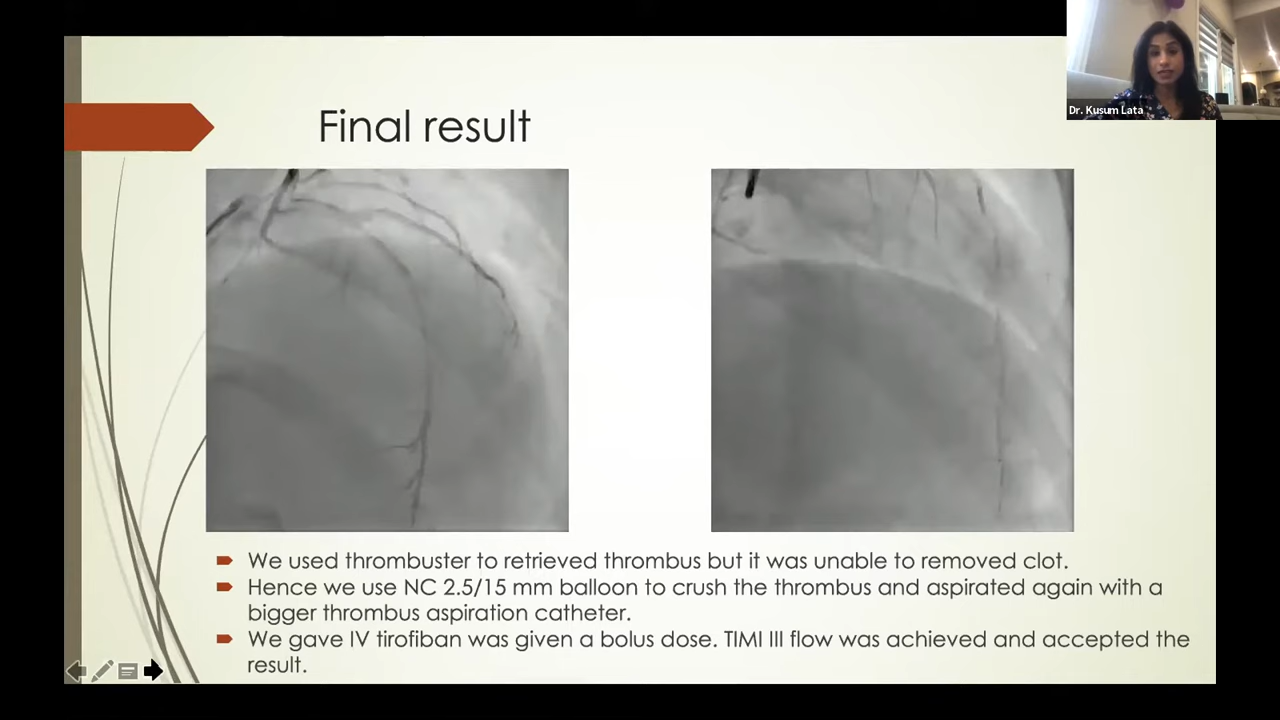 Dr. Kusum Lata
Final result
We used thrombuster to retrieved thrombus but it was unable to removed clot.
Hence we use NC 2.5/15 mm balloon to crush the thrombus and aspirated again with a
bigger thrombus aspiration catheter.
We gave IV tirofiban was given a bolus dose. TIMI III flow was achieved and accepted the
result.